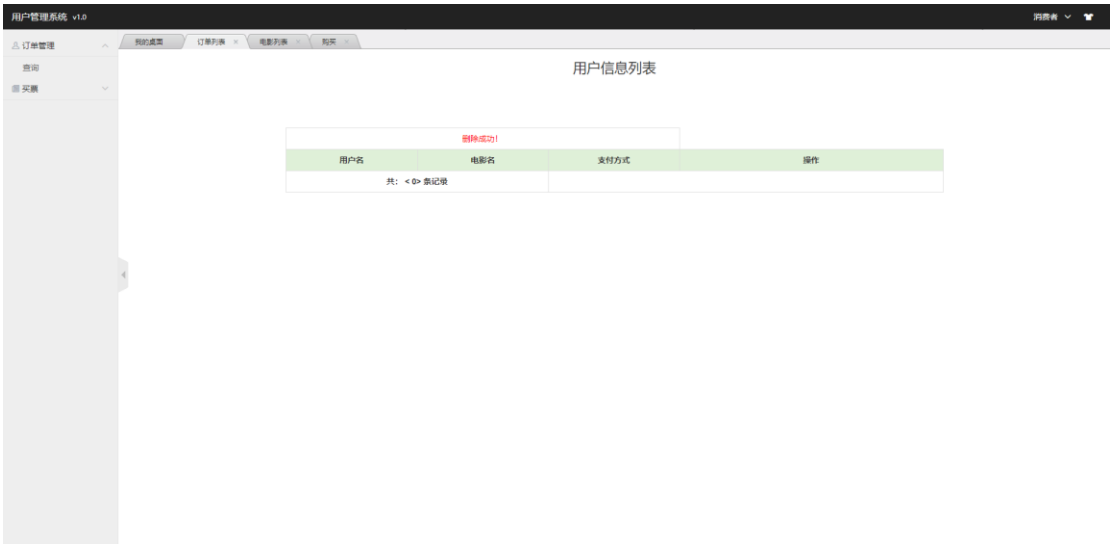 用户管理系统 v1.0
消费者
订单管理
查询
买票
我的桌面 订单列表 × 电影列表 × 购买 ×
用户信息列表
删除成功!
用户名 电影名 支付方式 操作
共: < 0> 条记录